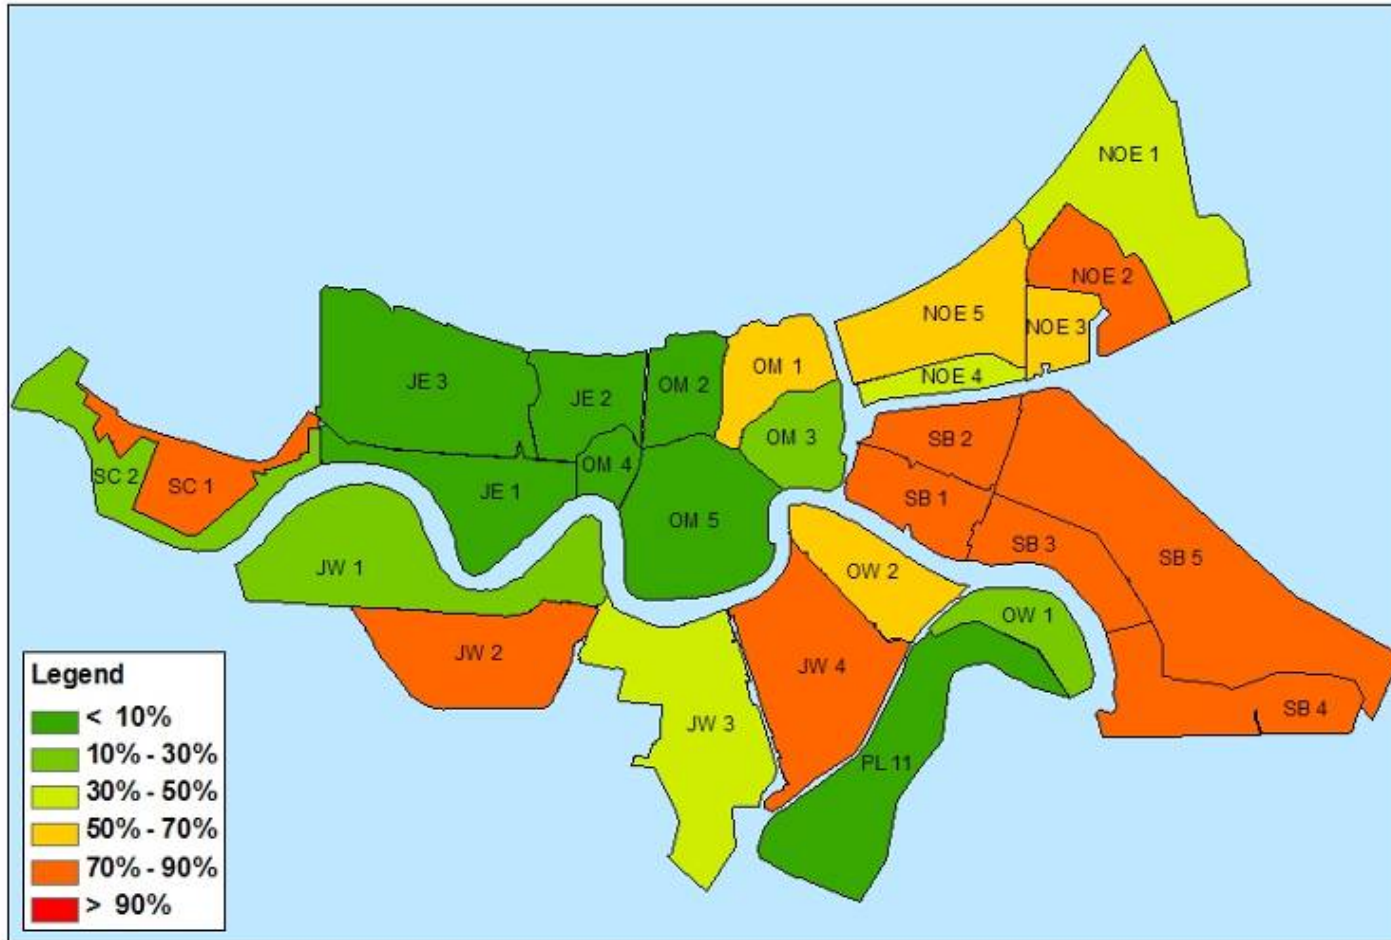 NOE 1
NOE 2
NOE 5
NOE 3
OM 1
NOE 4
JE 3
JE 2
OM 2
OM 3
SB 2
OM 4
SC 2
SC 1
JE 1
SB 1
OM 5
SB 3
SB 5
JW 1
OW 2
OW 1
JW 2
JW 4
SB 4
JW 3
PL 11
Legend
< 10%
10% - 30%
30% - 50%
50% - 70%
70% - 90%
> 90%